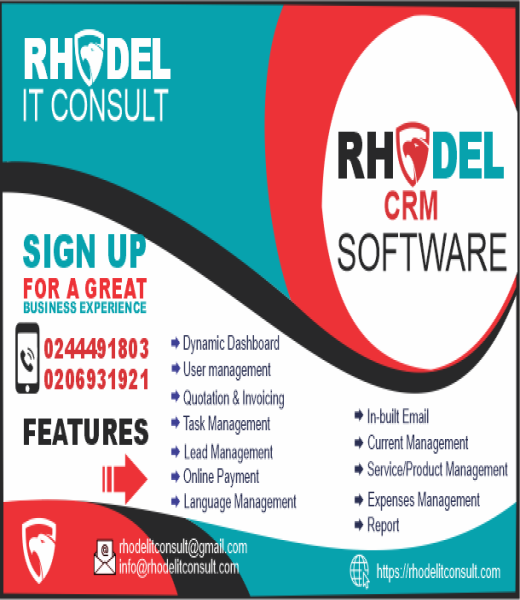 RHODEL
IT CONSULT
RHODEL
CRM
SOFTWARE
SIGN UP
FOR A GREAT
BUSINESS EXPERIENCE
0244491803
0206931921
FEATURES
Dynamic Dashboard
User management
Quotation & Invoicing
Task Management
Lead Management
Online Payment
Language Management
In-built Email
Current Management
Service/Product Management
Expenses Management
Report
rhodelitconsult@gmail.com
info@rhodelitconsult.com
https://rhodelitconsult.com